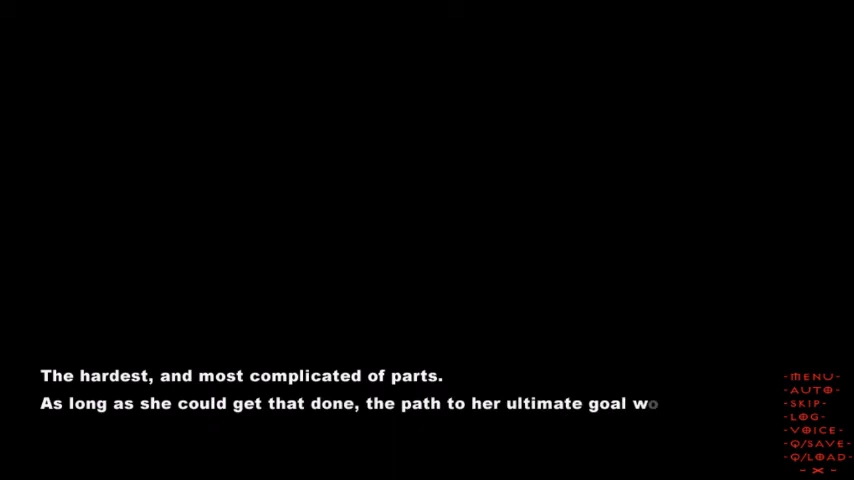 The hardest, and most complicated of parts.
As long as she could get that done, the path to her ultimate goal wo
-MENU-
-AUTO-
-SKIP-
-LOG-
-VOICE-
-Q/SAVE-
-Q/LOAD-
-×-